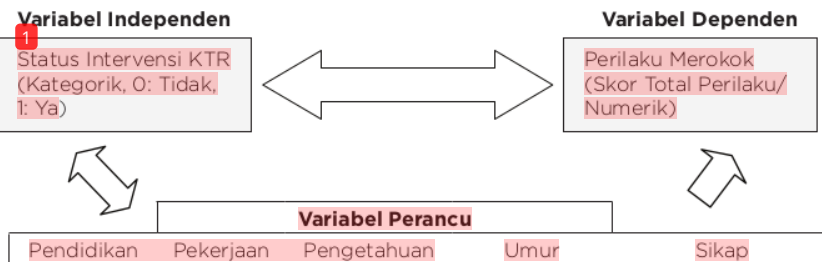 Variabel Independen
Variabel Dependen
1
Status Intervensi KTR
(Kategorik, 0: Tidak,
1: Ya)
Perilaku Merokok
(Skor Total Perilaku/
Numerik)
Variabel Perancu
Pendidikan Pekerjaan Pengetahuan Umur Sikap